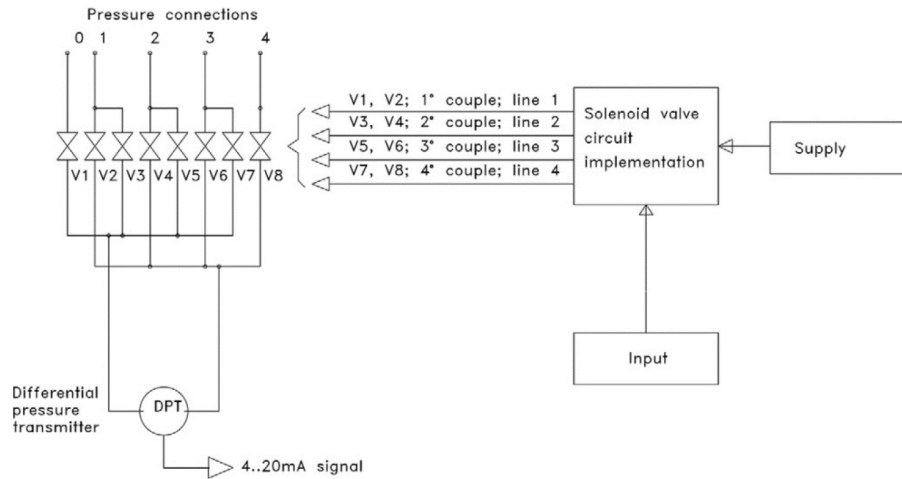 Pressure connections
0 1 2 3 4
V1 V2 V3 V4 V5 V6 V7 V8
V1, V2; 1° couple; line 1
V3, V4; 2° couple; line 2
V5, V6; 3° couple; line 3
V7, V8; 4° couple; line 4
Solenoid valve
circuit
implementation
Supply
Input
Differential
pressure
transmitter
DPT
4..20mA signal